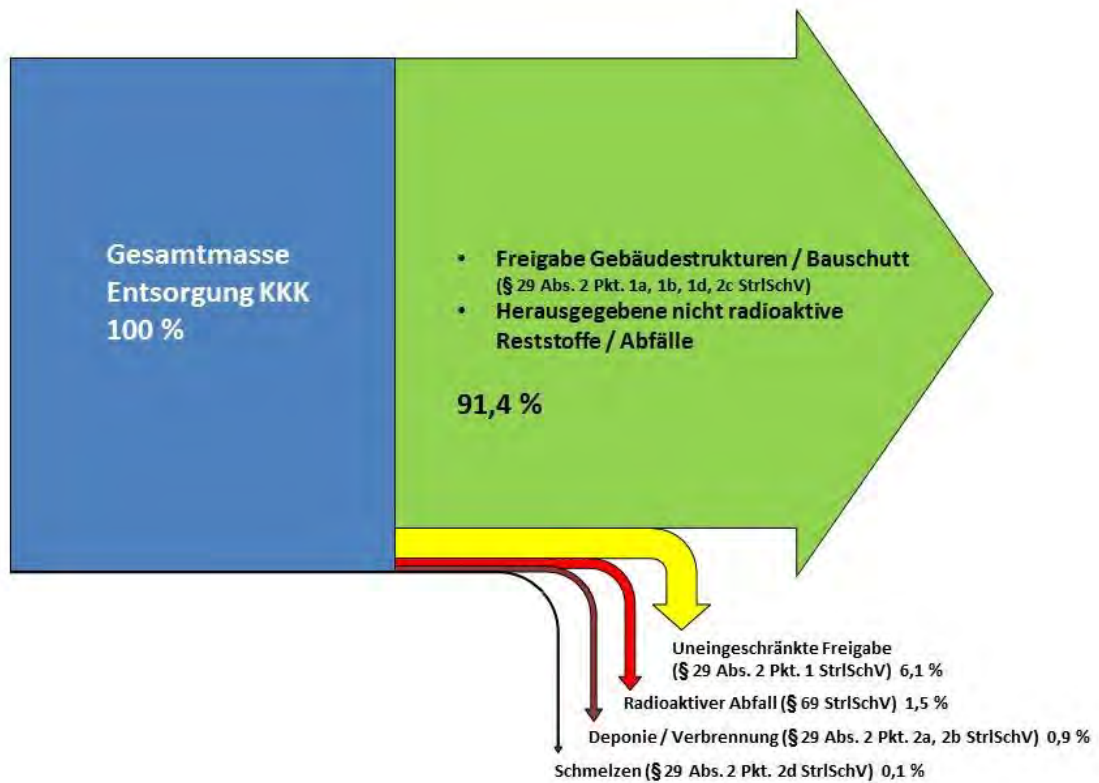 Gesamtmasse
Entsorgung KKK
100 %
• Freigabe Gebäudestrukturen / Bauschutt
(§ 29 Abs. 2 Pkt. 1a, 1b, 1d, 2c StrlSchV)
• Herausgegebene nicht radioaktive
Reststoffe / Abfälle
91,4 %
Uneingeschränkte Freigabe
(§ 29 Abs. 2 Pkt. 1 StrlSchV) 6,1 %
Radioaktiver Abfall (§ 69 StrlSchV) 1,5 %
Deponie / Verbrennung (§ 29 Abs. 2 Pkt. 2a, 2b StrlSchV) 0,9 %
Schmelzen (§ 29 Abs. 2 Pkt. 2d StrlSchV) 0,1 %